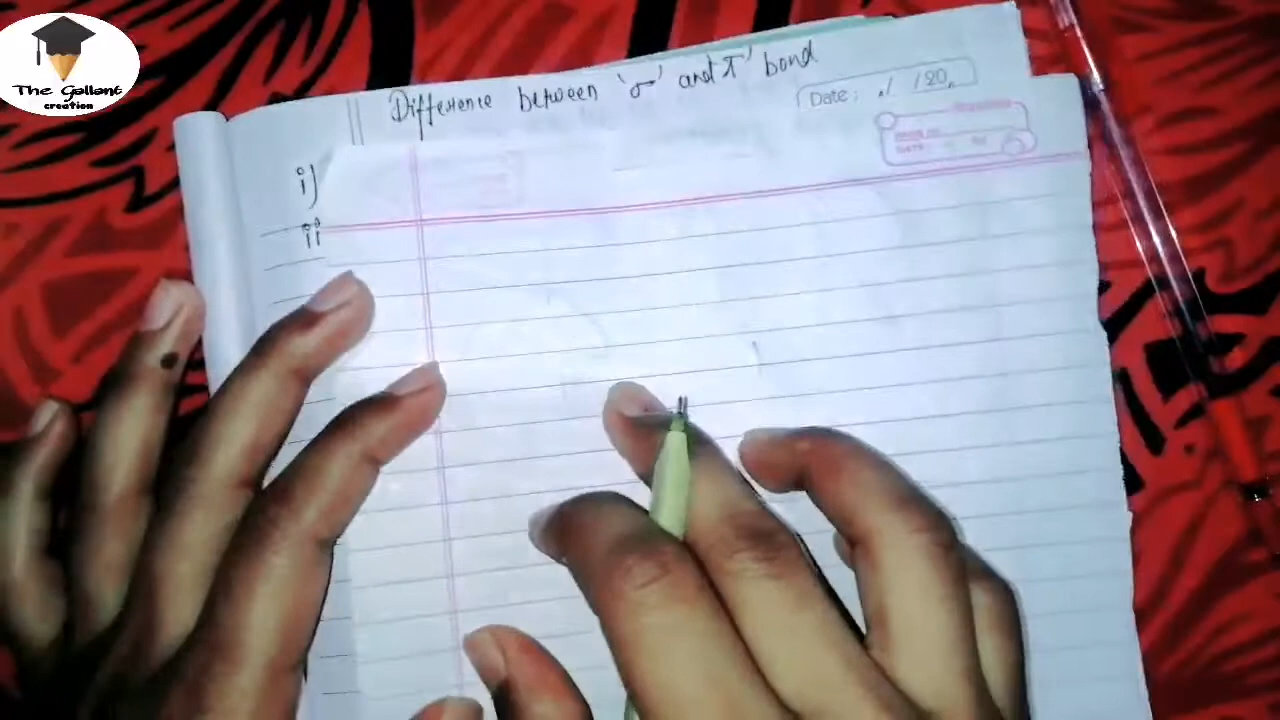 The Gallant
creation
Difference between 'σ' and π' bond
Date: / /20
i)
ii